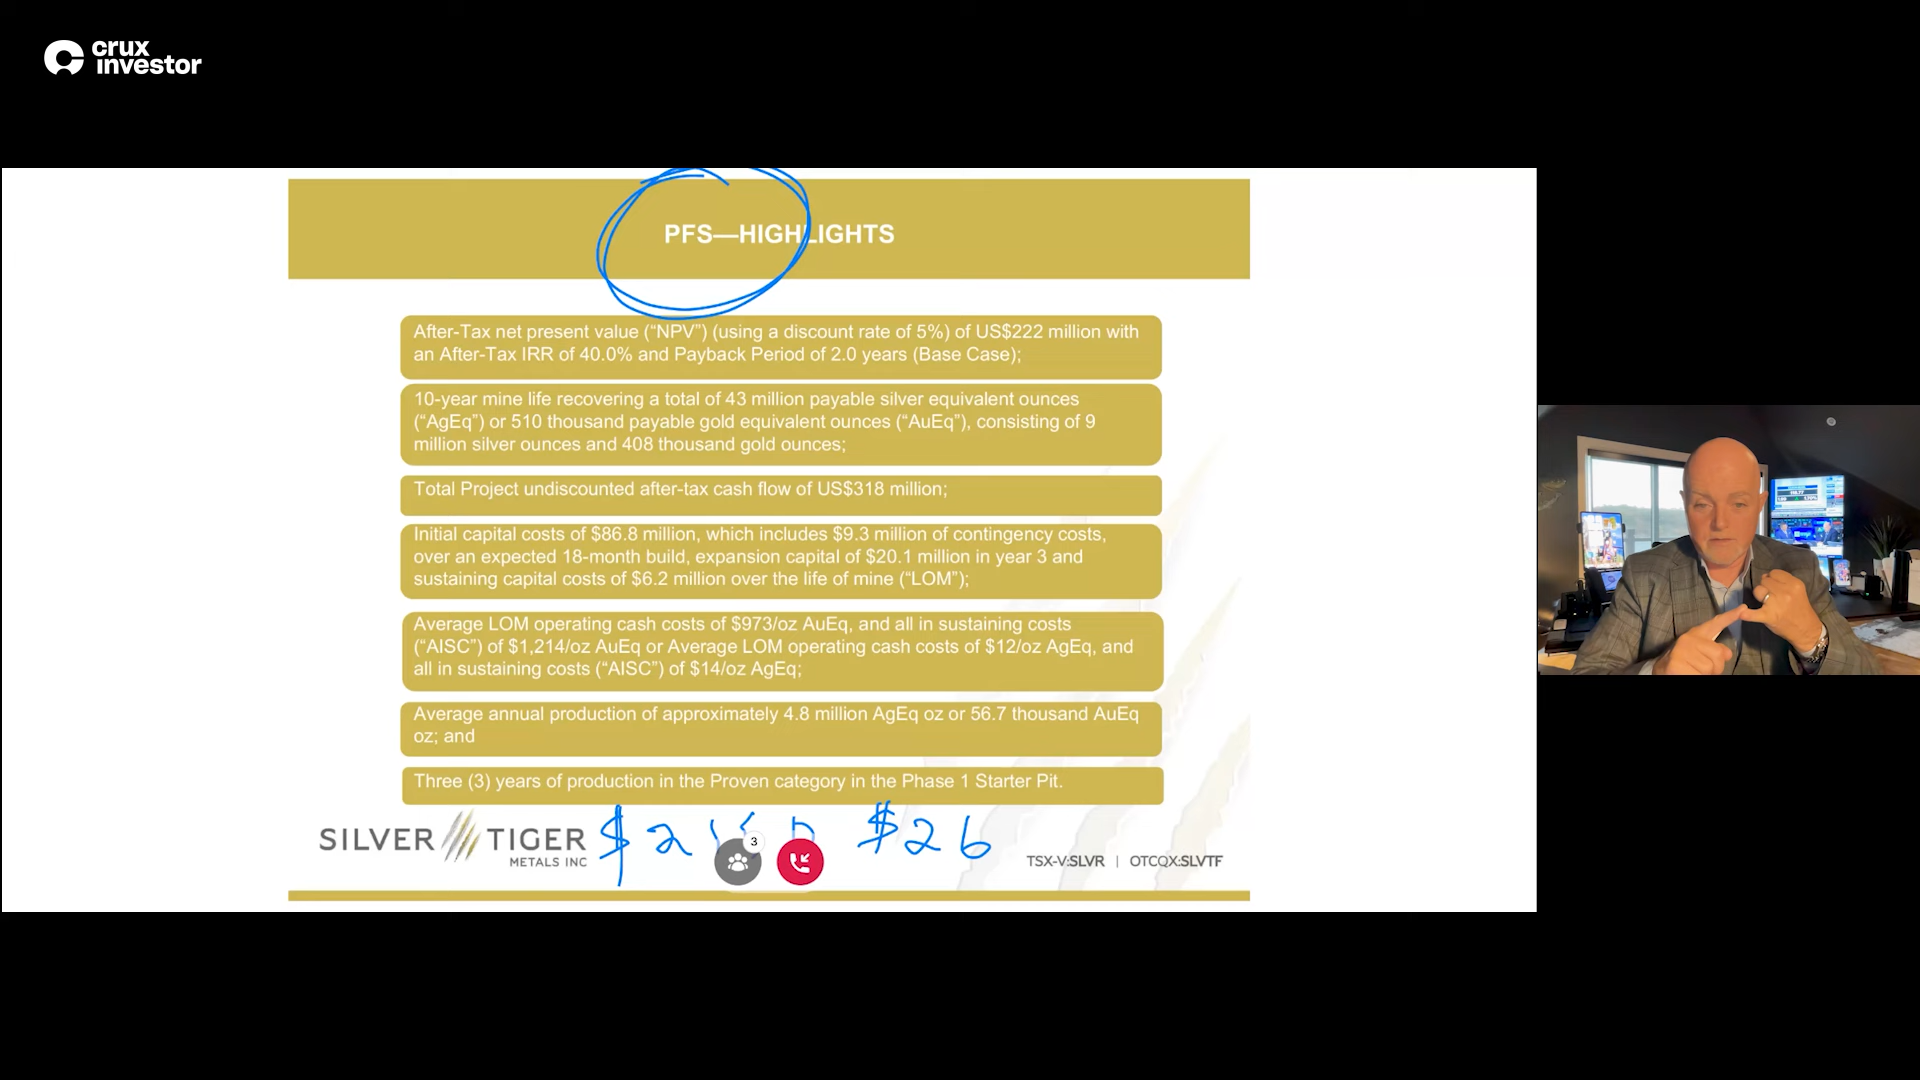 crux
investor
PFS—HIGHLIGHTS
After-Tax net present value (“NPV”) (using a discount rate of 5%) of US$222 million with
an After-Tax IRR of 40.0% and Payback Period of 2.0 years (Base Case);
10-year mine life recovering a total of 43 million payable silver equivalent ounces
(“AgEq”) or 510 thousand payable gold equivalent ounces (“AuEq”), consisting of 9
million silver ounces and 408 thousand gold ounces;
Total Project undiscounted after-tax cash flow of US$318 million;
Initial capital costs of $86.8 million, which includes $9.3 million of contingency costs,
over an expected 18-month build, expansion capital of $20.1 million in year 3 and
sustaining capital costs of $6.2 million over the life of mine (“LOM”);
Average LOM operating cash costs of $973/oz AuEq, and all in sustaining costs
(“AISC”) of $1,214/oz AuEq or Average LOM operating cash costs of $12/oz AgEq, and
all in sustaining costs (“AISC”) of $14/oz AgEq;
Average annual production of approximately 4.8 million AgEq oz or 56.7 thousand AuEq
oz; and
Three (3) years of production in the Proven category in the Phase 1 Starter Pit.
SILVER TIGER
METALS INC
$26
3
TSX-V:SLVR | OTCQX:SLVTF